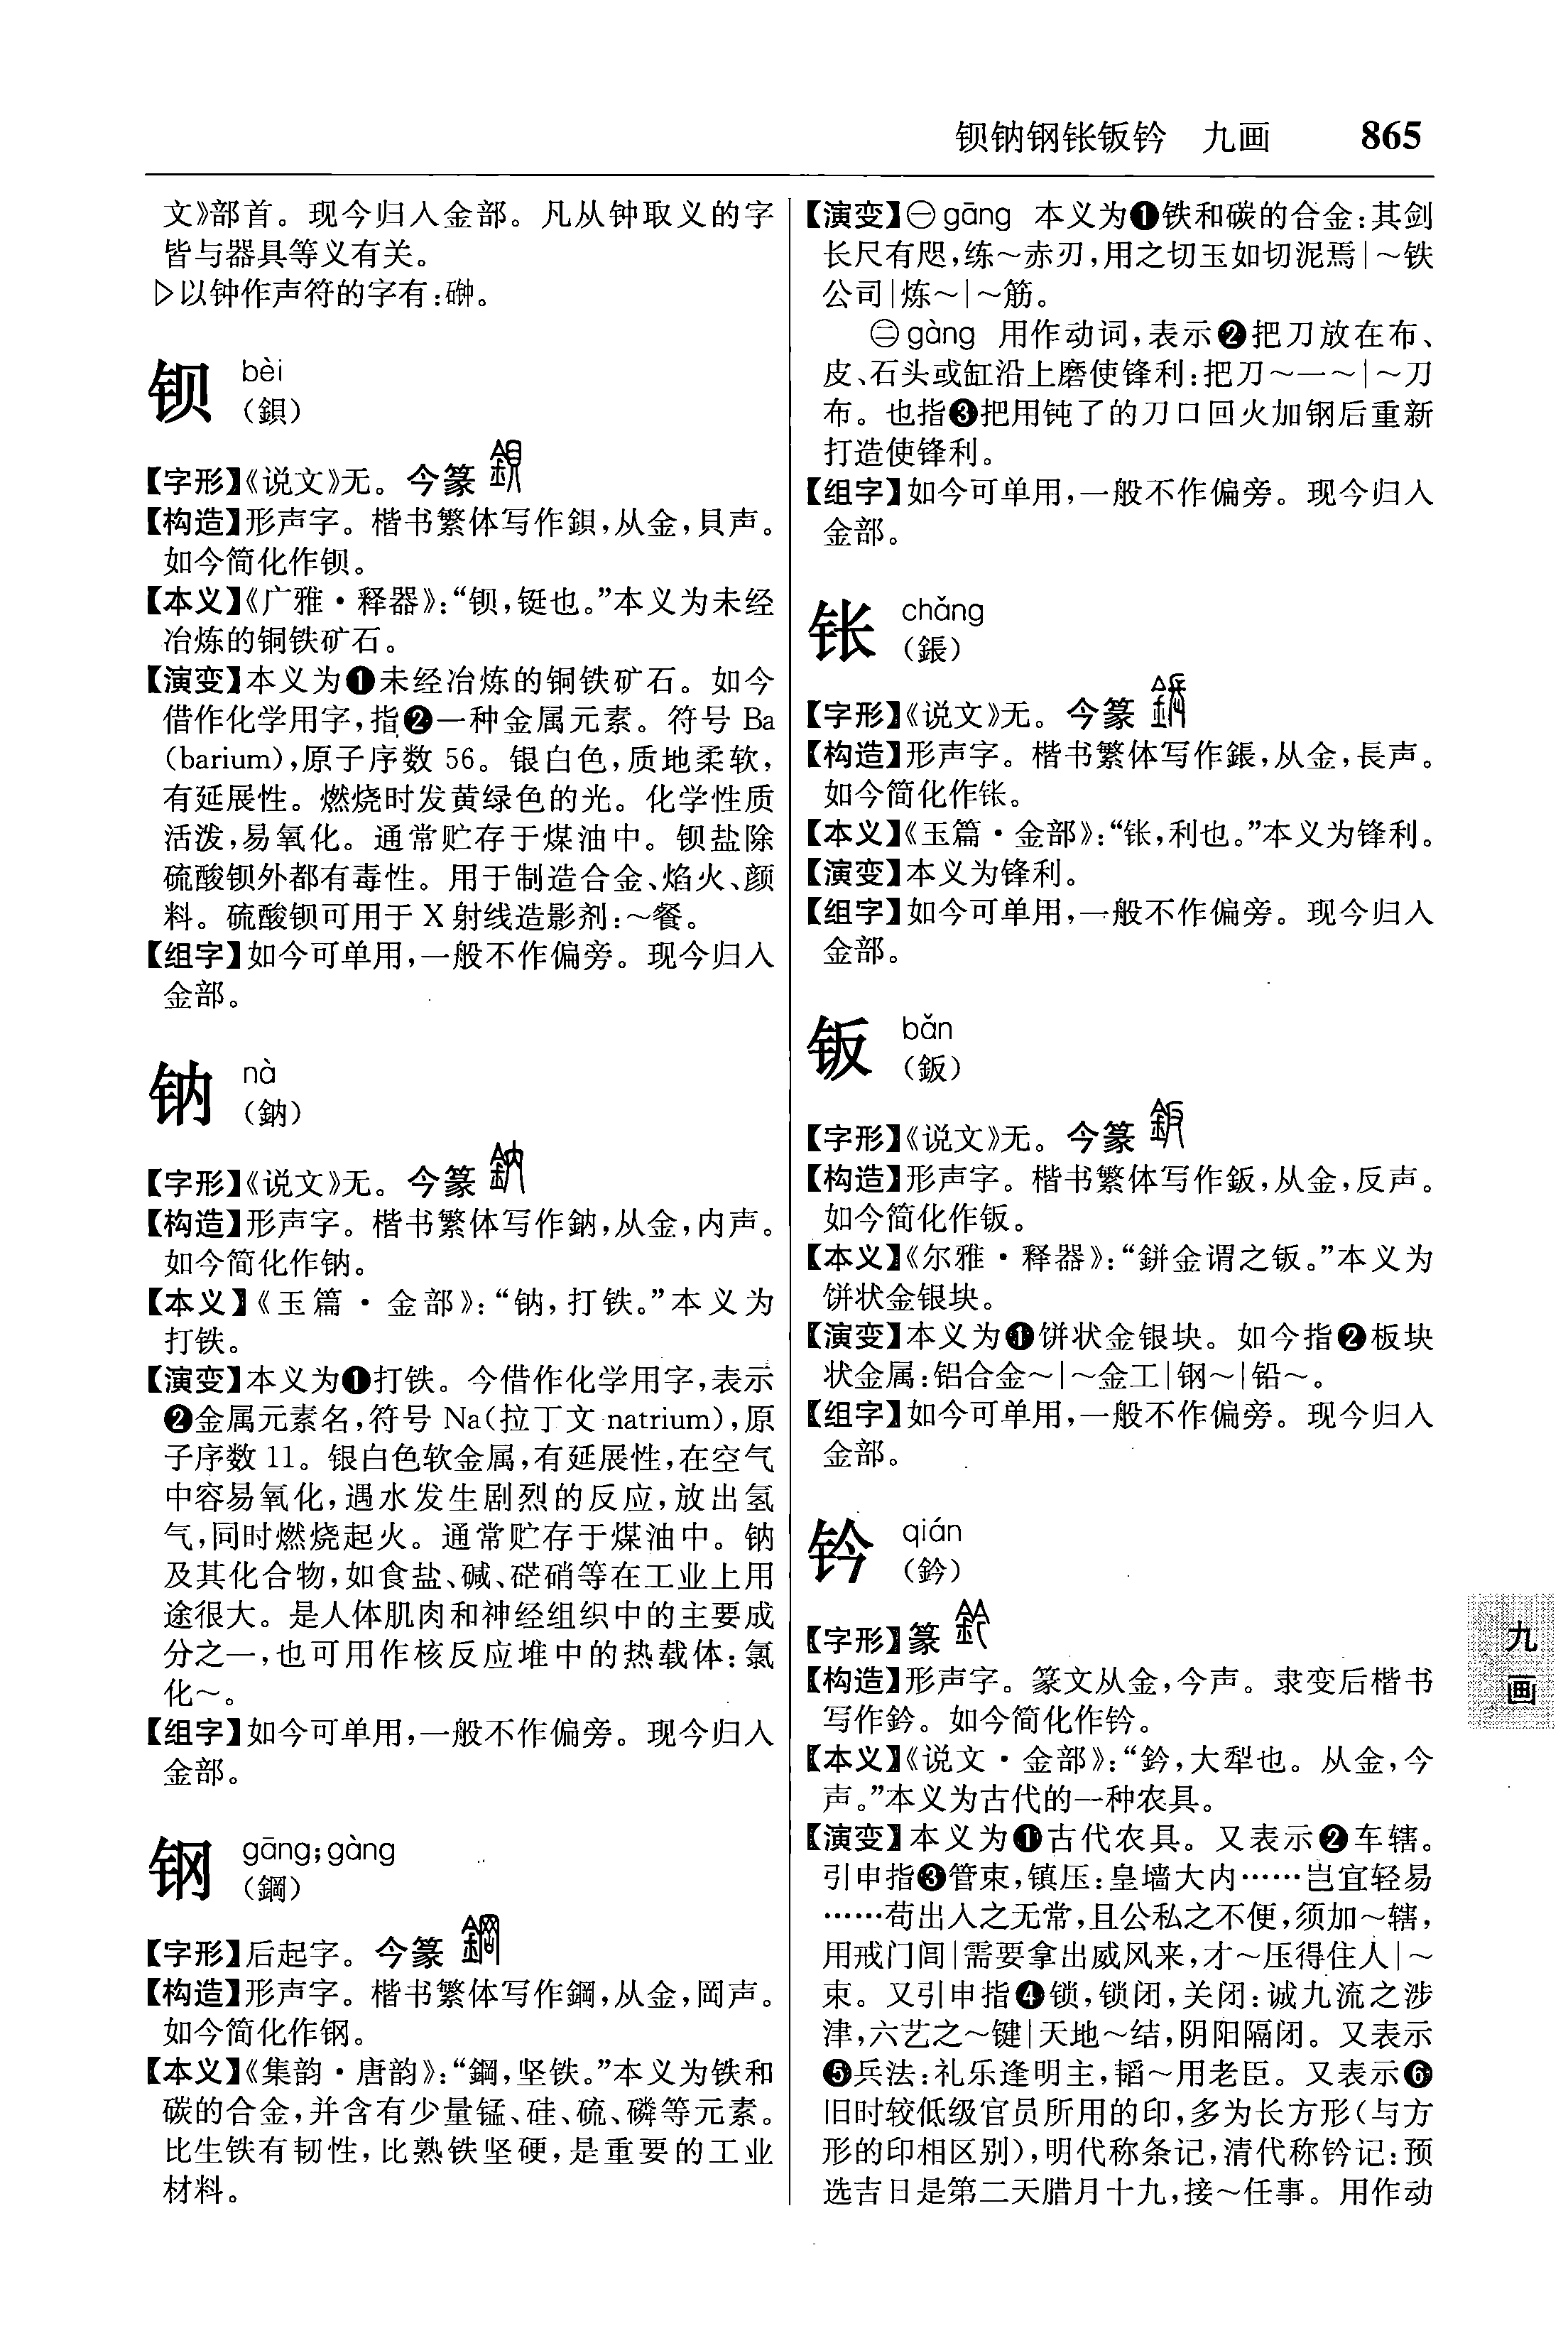 钡钠钢𬬮钣钤　九画　865
文》部首。现今归入金部。凡从钟取义的字
皆与器具等义有关。
▷以钟作声符的字有:
钡 bèi
(鋇)
【字形】《说文》无。今篆
【构造】形声字。楷书繁体写作鋇,从金,貝声。
如今简化作钡。
【本义】《广雅·释器》:“钡,铤也。”本义为未经
冶炼的铜铁矿石。
【演变】本义为❶未经冶炼的铜铁矿石。如今
借作化学用字,指❷一种金属元素。符号 Ba
(barium),原子序数 56。银白色,质地柔软,
有延展性。燃烧时发黄绿色的光。化学性质
活泼,易氧化。通常贮存于煤油中。钡盐除
硫酸钡外都有毒性。用于制造合金、焰火、颜
料。硫酸钡可用于 X 射线造影剂:～餐。
【组字】如今可单用,一般不作偏旁。现今归入
金部。
钠 nà
(鈉)
【字形】《说文》无。今篆
【构造】形声字。楷书繁体写作鈉,从金,内声。
如今简化作钠。
【本义】《玉篇·金部》:“钠,打铁。”本义为
打铁。
【演变】本义为❶打铁。今借作化学用字,表示
❷金属元素名,符号 Na(拉丁文 natrium),原
子序数 11。银白色软金属,有延展性,在空气
中容易氧化,遇水发生剧烈的反应,放出氢
气,同时燃烧起火。通常贮存于煤油中。钠
及其化合物,如食盐、碱、硭硝等在工业上用
途很大。是人体肌肉和神经组织中的主要成
分之一,也可用作核反应堆中的热载体:氯
化～。
【组字】如今可单用,一般不作偏旁。现今归入
金部。
钢 gāng;gàng
(鋼)
【字形】后起字。今篆
【构造】形声字。楷书繁体写作鋼,从金,岡声。
如今简化作钢。
【本义】《集韵·唐韵》:“鋼,坚铁。”本义为铁和
碳的合金,并含有少量锰、硅、硫、磷等元素。
比生铁有韧性,比熟铁坚硬,是重要的工业
材料。
【演变】㊀gāng 本义为❶铁和碳的合金:其剑
长尺有咫,练～赤刃,用之切玉如切泥焉|～铁
公司|炼～|～筋。
㊁gàng 用作动词,表示❷把刀放在布、
皮、石头或缸沿上磨使锋利:把刀～一～|～刀
布。也指❸把用钝了的刀口回火加钢后重新
打造使锋利。
【组字】如今可单用,一般不作偏旁。现今归入
金部。
𬬮 chǎng
(鋹)
【字形】《说文》无。今篆
【构造】形声字。楷书繁体写作鋹,从金,長声。
如今简化作𬬮。
【本义】《玉篇·金部》:“𬬮,利也。”本义为锋利。
【演变】本义为锋利。
【组字】如今可单用,一般不作偏旁。现今归入
金部。
钣 bǎn
(鈑)
【字形】《说文》无。今篆
【构造】形声字。楷书繁体写作鈑,从金,反声。
如今简化作钣。
【本义】《尔雅·释器》:“鉼金谓之钣。”本义为
饼状金银块。
【演变】本义为❶饼状金银块。如今指❷板块
状金属:铝合金～|～金工|钢～|铅～。
【组字】如今可单用,一般不作偏旁。现今归入
金部。
钤 qián
(鈐)
【字形】篆
【构造】形声字。篆文从金,今声。隶变后楷书
写作鈐。如今简化作钤。
【本义】《说文·金部》:“鈐,大犁也。从金,今
声。”本义为古代的一种农具。
【演变】本义为❶古代农具。又表示❷车辖。
引申指❸管束,镇压:皇墙大内……岂宜轻易
……苟出入之无常,且公私之不便,须加～辖,
用戒门闾|需要拿出威风来,才～压得住人|～
束。又引申指❹锁,锁闭,关闭:诚九流之涉
津,六艺之～键|天地～结,阴阳隔闭。又表示
❺兵法:礼乐逢明主,韬～用老臣。又表示❻
旧时较低级官员所用的印,多为长方形(与方
形的印相区别),明代称条记,清代称钤记:预
选吉日是第二天腊月十九,接～任事。用作动
九
画